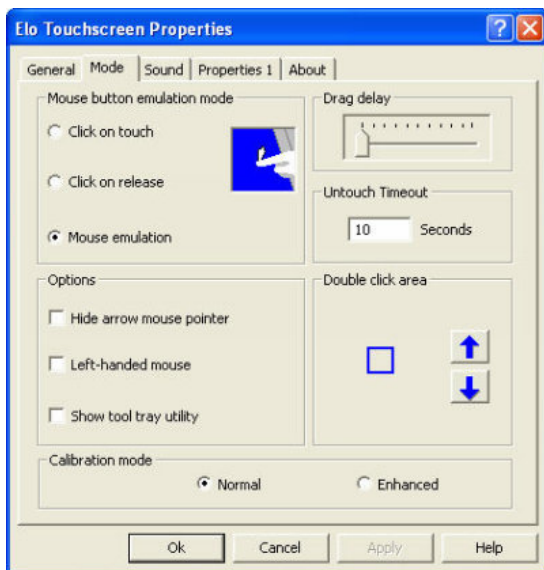 Elo Touchscreen Properties
General Mode Sound Properties 1 About
Mouse button emulation mode
Click on touch
Click on release
Mouse emulation
Drag delay
Untouch Timeout
10 Seconds
Options
Hide arrow mouse pointer
Left-handed mouse
Show tool tray utility
Double click area
Calibration mode
Normal Enhanced
Ok Cancel Apply Help